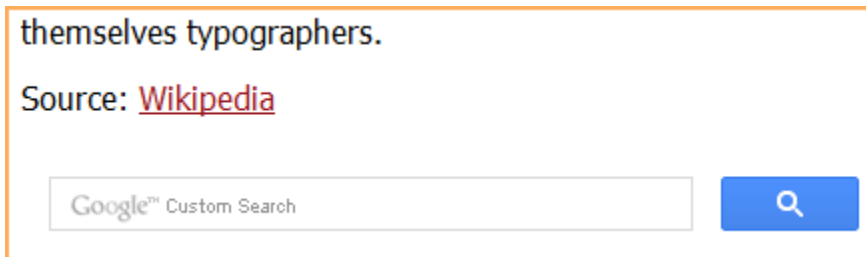 themselves typographers.
Source: Wikipedia
Google™ Custom Search